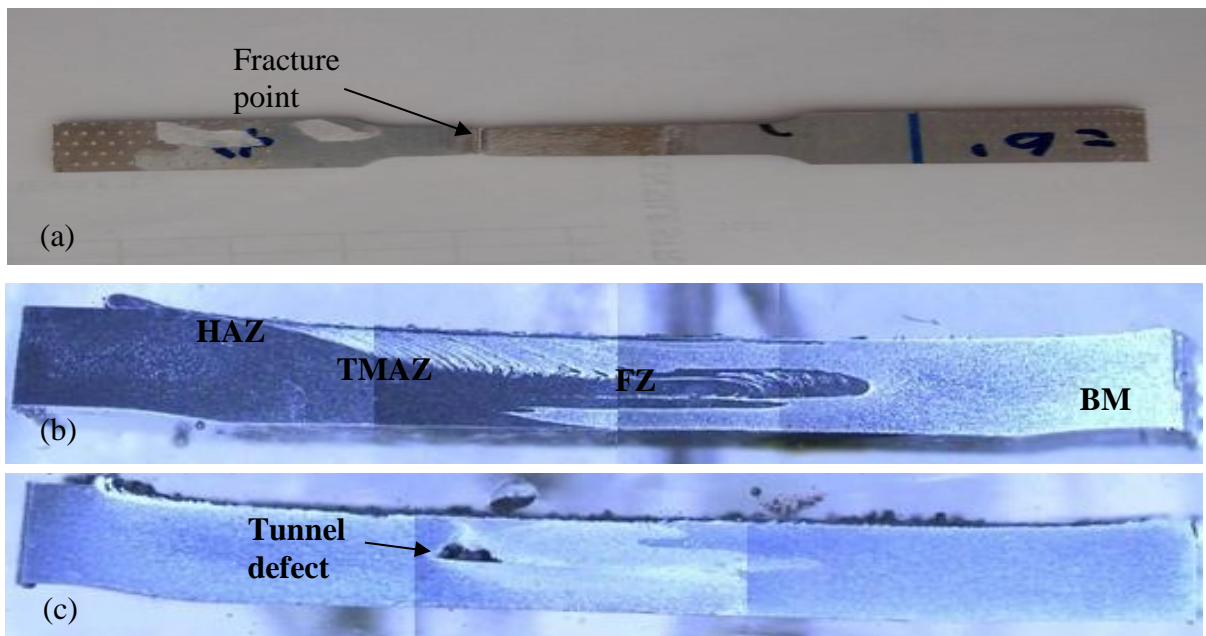 Fracture
point
(a)
HAZ
TMAZ
FZ
BM
(b)
Tunnel
defect
(c)